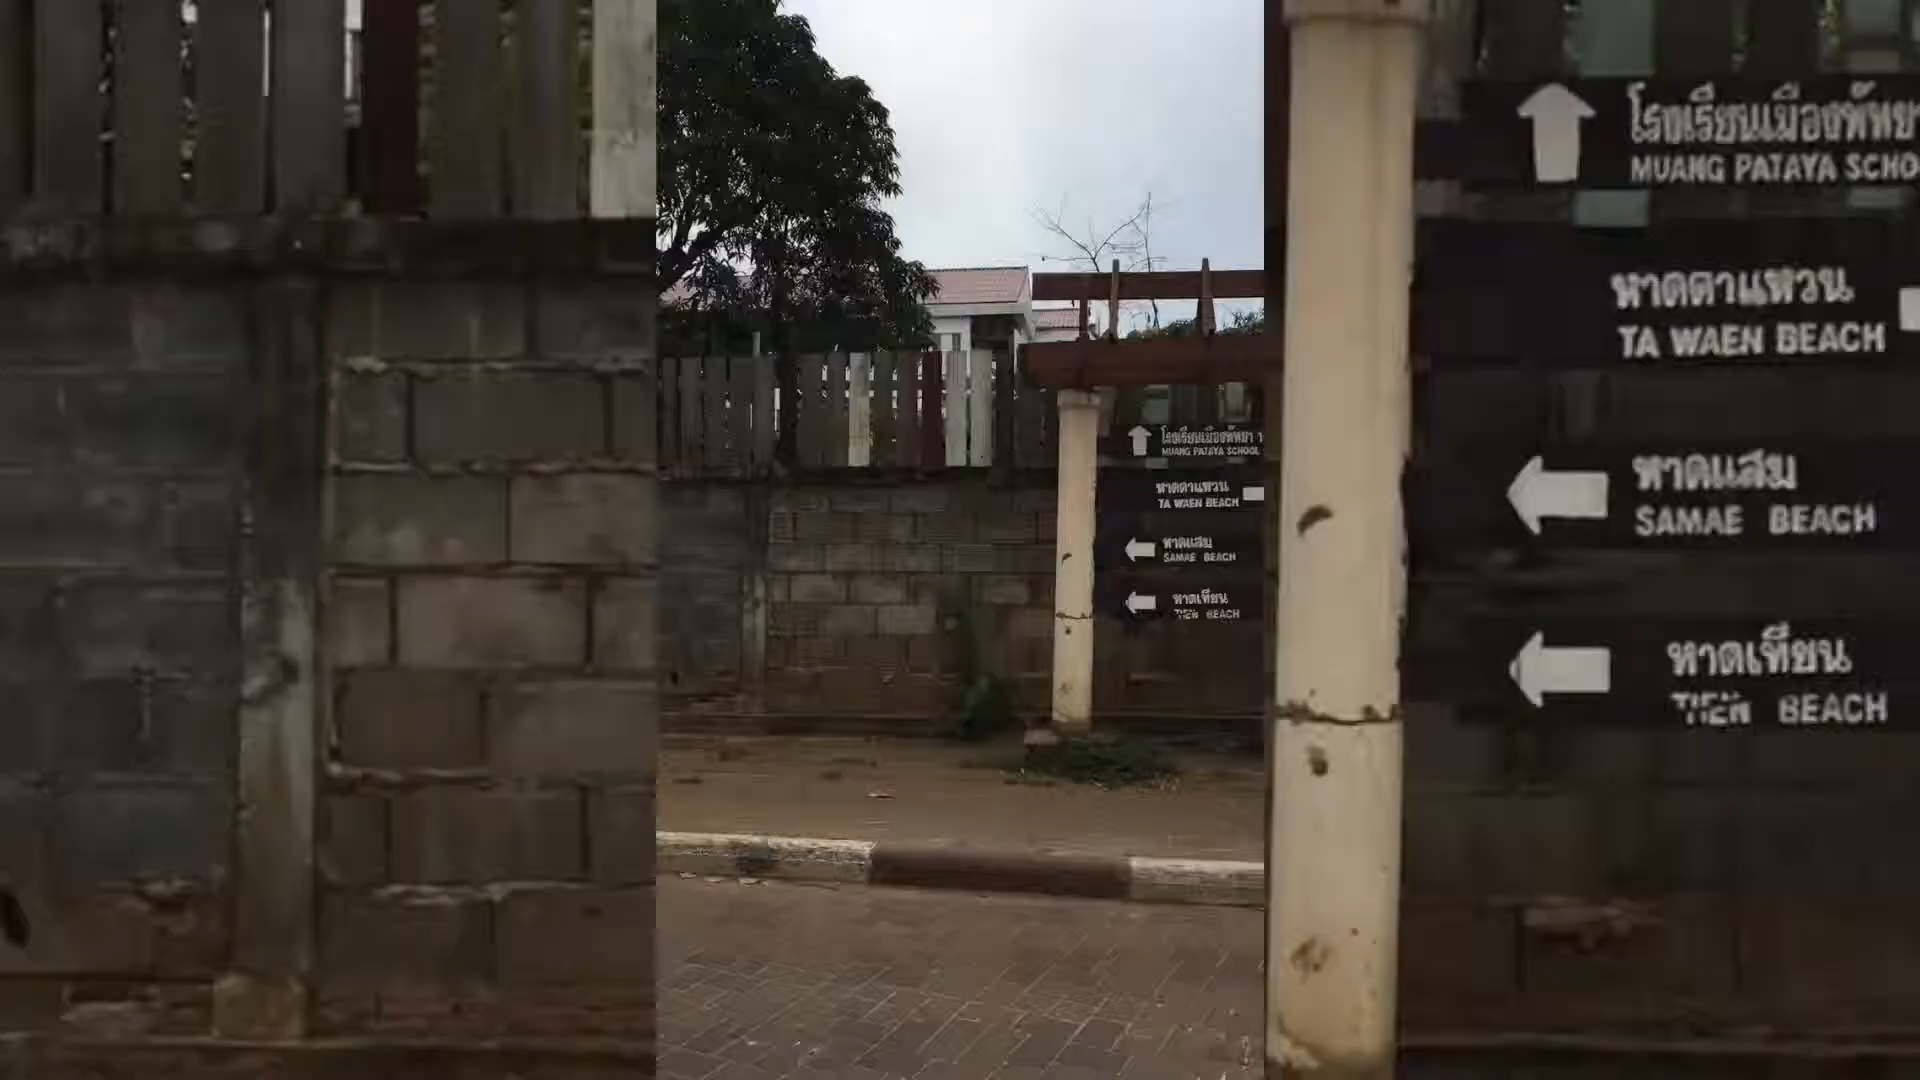 โรงเรียนเมืองพัทยา
MUANG PATAYA SCHOOL
หาดตาแหวน
TA WAEN BEACH
หาดแสม
SAMAE BEACH
หาดเทียน
TIEN BEACH